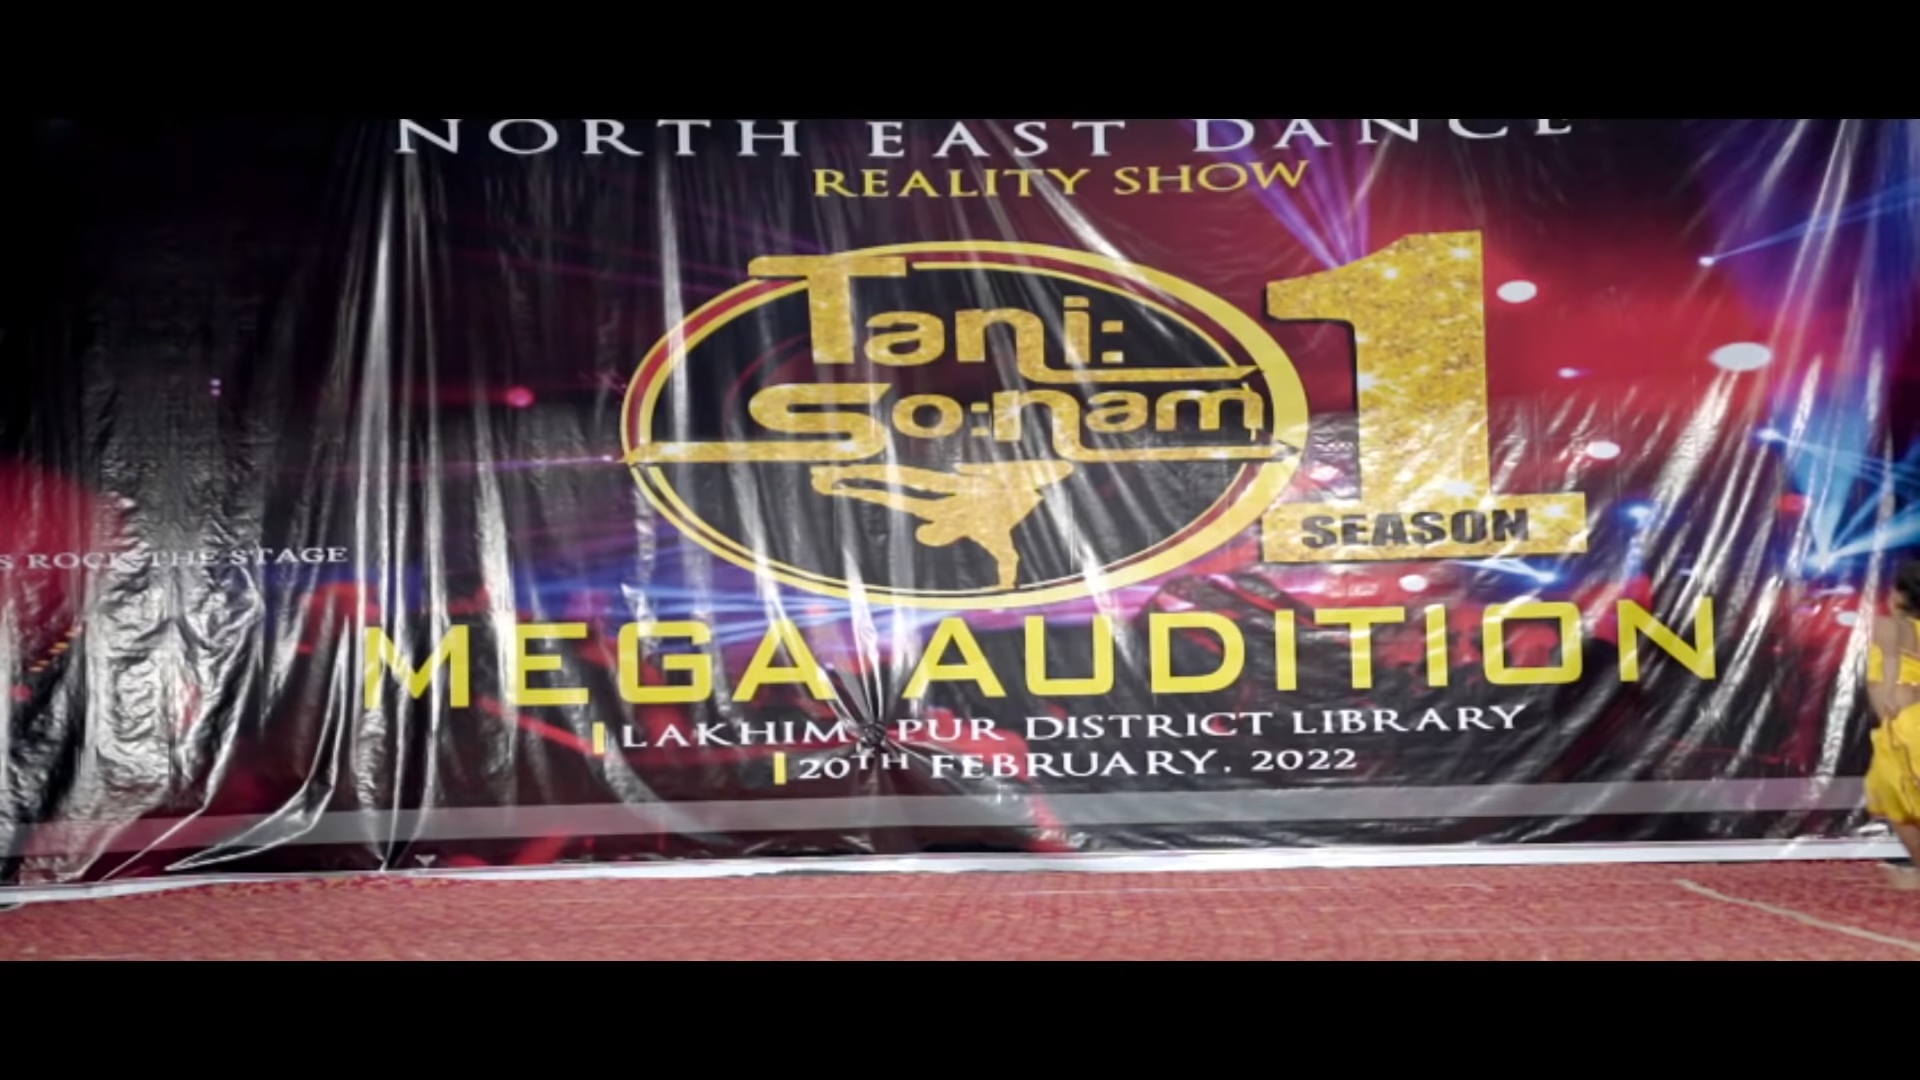 NORTH EAST DANCE
REALITY SHOW
Tani:
So:nam
1
SEASON
S ROCK THE STAGE
MEGA AUDITION
LAKHIM PUR DISTRICT LIBRARY
20TH FEBRUARY, 2022